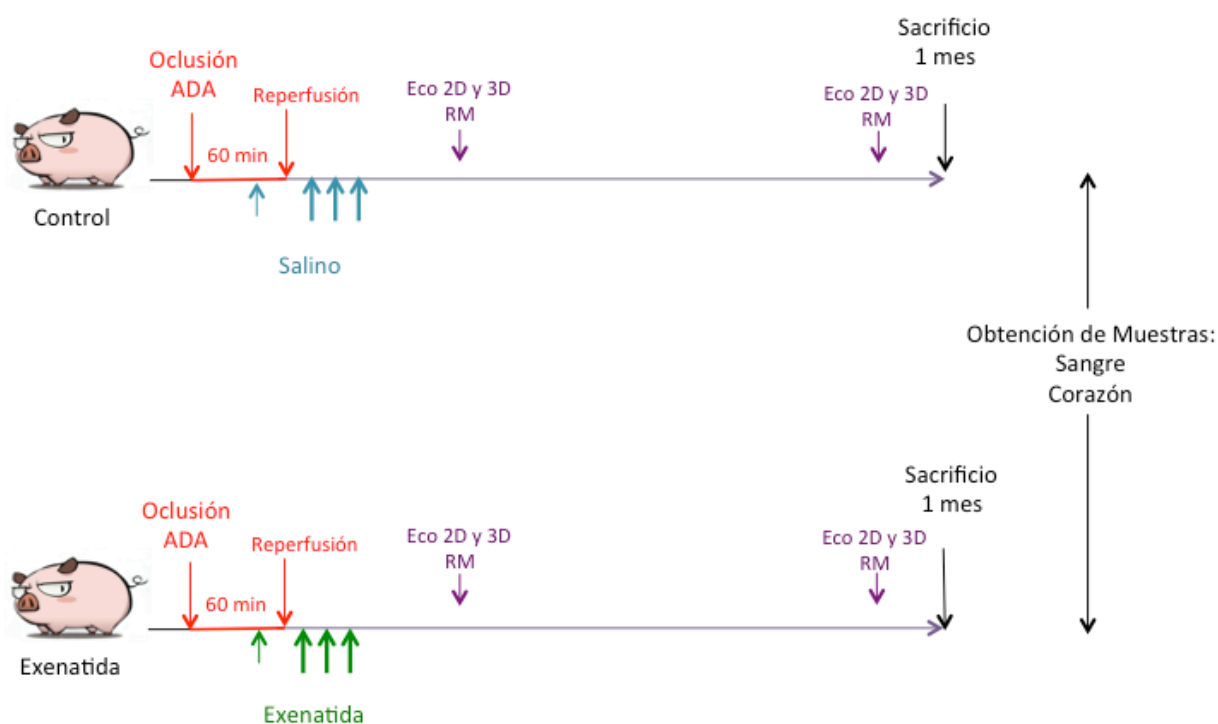 Sacrificio
1 mes
Oclusión
ADA
Reperfusión
Eco 2D y 3D
RM
Eco 2D y 3D
RM
60 min
Control
Salino
Obtención de Muestras:
Sangre
Corazón
Sacrificio
1 mes
Oclusión
ADA
Reperfusión
Eco 2D y 3D
RM
Eco 2D y 3D
RM
60 min
Exenatida
Exenatida